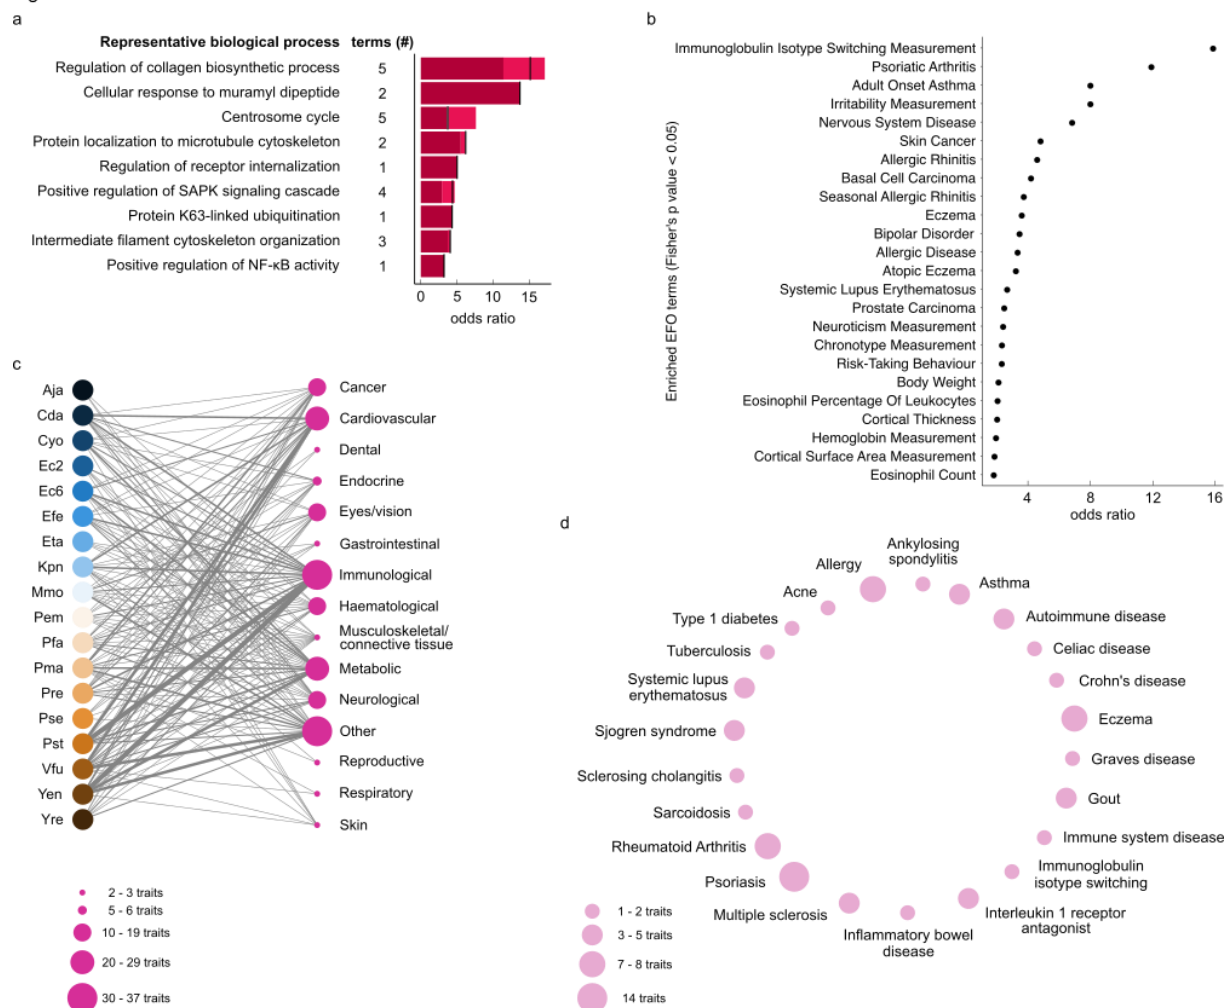 a
Representative biological process terms (#)
Regulation of collagen biosynthetic process 5
Cellular response to muramyl dipeptide 2
Centrosome cycle 5
Protein localization to microtubule cytoskeleton 2
Regulation of receptor internalization 1
Positive regulation of SAPK signaling cascade 4
Protein K63-linked ubiquitination 1
Intermediate filament cytoskeleton organization 3
Positive regulation of NF-κB activity 1
0 5 10 15
odds ratio
b
Enriched EFO terms (Fisher's p value < 0.05)
Immunoglobulin Isotype Switching Measurement
Psoriatic Arthritis
Adult Onset Asthma
Irritability Measurement
Nervous System Disease
Skin Cancer
Allergic Rhinitis
Basal Cell Carcinoma
Seasonal Allergic Rhinitis
Eczema
Bipolar Disorder
Allergic Disease
Atopic Eczema
Systemic Lupus Erythematosus
Prostate Carcinoma
Neuroticism Measurement
Chronotype Measurement
Risk-Taking Behaviour
Body Weight
Eosinophil Percentage Of Leukocytes
Cortical Thickness
Hemoglobin Measurement
Cortical Surface Area Measurement
Eosinophil Count
4 8 12 16
odds ratio
c
Aja
Cda
Cyo
Ec2
Ec6
Efe
Eta
Kpn
Mmo
Pem
Pfa
Pma
Pre
Pse
Pst
Vfu
Yen
Yre
Cancer
Cardiovascular
Dental
Endocrine
Eyes/vision
Gastrointestinal
Immunological
Haematological
Musculoskeletal/
connective tissue
Metabolic
Neurological
Other
Reproductive
Respiratory
Skin
2 - 3 traits
5 - 6 traits
10 - 19 traits
20 - 29 traits
30 - 37 traits
d
Ankylosing
spondylitis
Asthma
Autoimmune disease
Celiac disease
Crohn's disease
Eczema
Graves disease
Gout
Immune system disease
Immunoglobulin
isotype switching
Interleukin 1 receptor
antagonist
Inflammatory bowel
disease
Multiple sclerosis
Psoriasis
Rheumatoid Arthritis
Sarcoidosis
Sclerosing cholangitis
Sjogren syndrome
Systemic lupus
erythematosus
Tuberculosis
Type 1 diabetes
Acne
Allergy
1 - 2 traits
3 - 5 traits
7 - 8 traits
14 traits